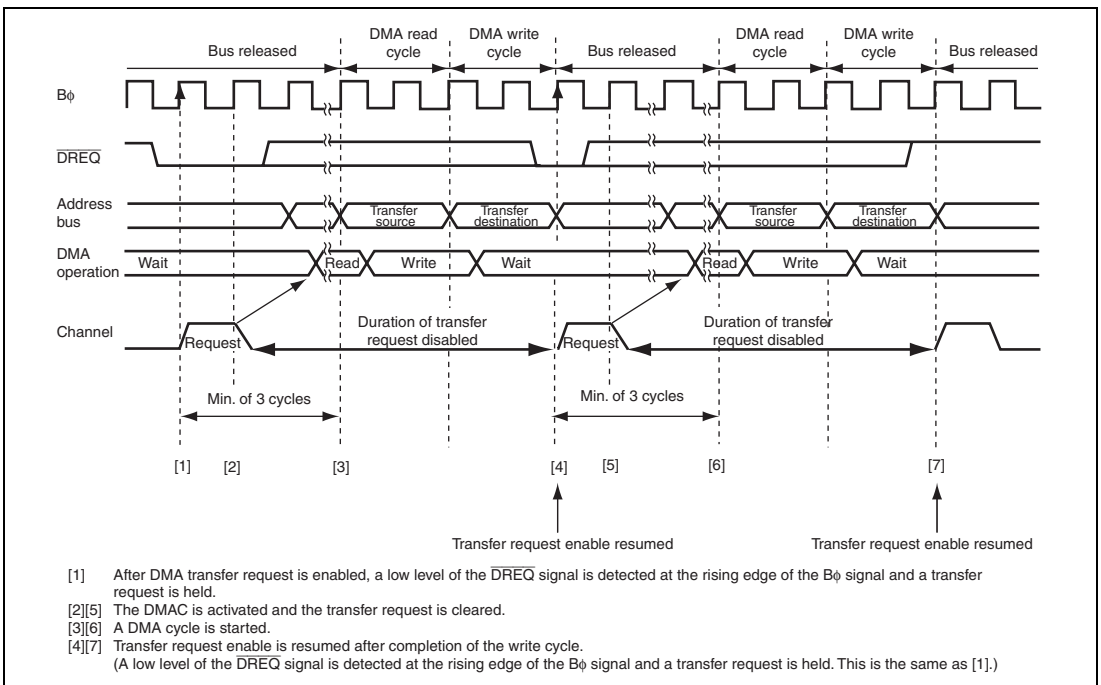 Bus released DMA read cycle DMA write cycle Bus released DMA read cycle DMA write cycle Bus released
Bφ
DREQ
Address bus Transfer source Transfer destination Transfer source Transfer destination
DMA operation Wait Read Write Wait Read Write Wait
Channel Request Duration of transfer request disabled Request Duration of transfer request disabled
Min. of 3 cycles Min. of 3 cycles
[1] [2] [3] [4] [5] [6] [7]
Transfer request enable resumed Transfer request enable resumed
[1] After DMA transfer request is enabled, a low level of the DREQ signal is detected at the rising edge of the Bφ signal and a transfer
request is held.
[2][5] The DMAC is activated and the transfer request is cleared.
[3][6] A DMA cycle is started.
[4][7] Transfer request enable is resumed after completion of the write cycle.
(A low level of the DREQ signal is detected at the rising edge of the Bφ signal and a transfer request is held. This is the same as [1].)